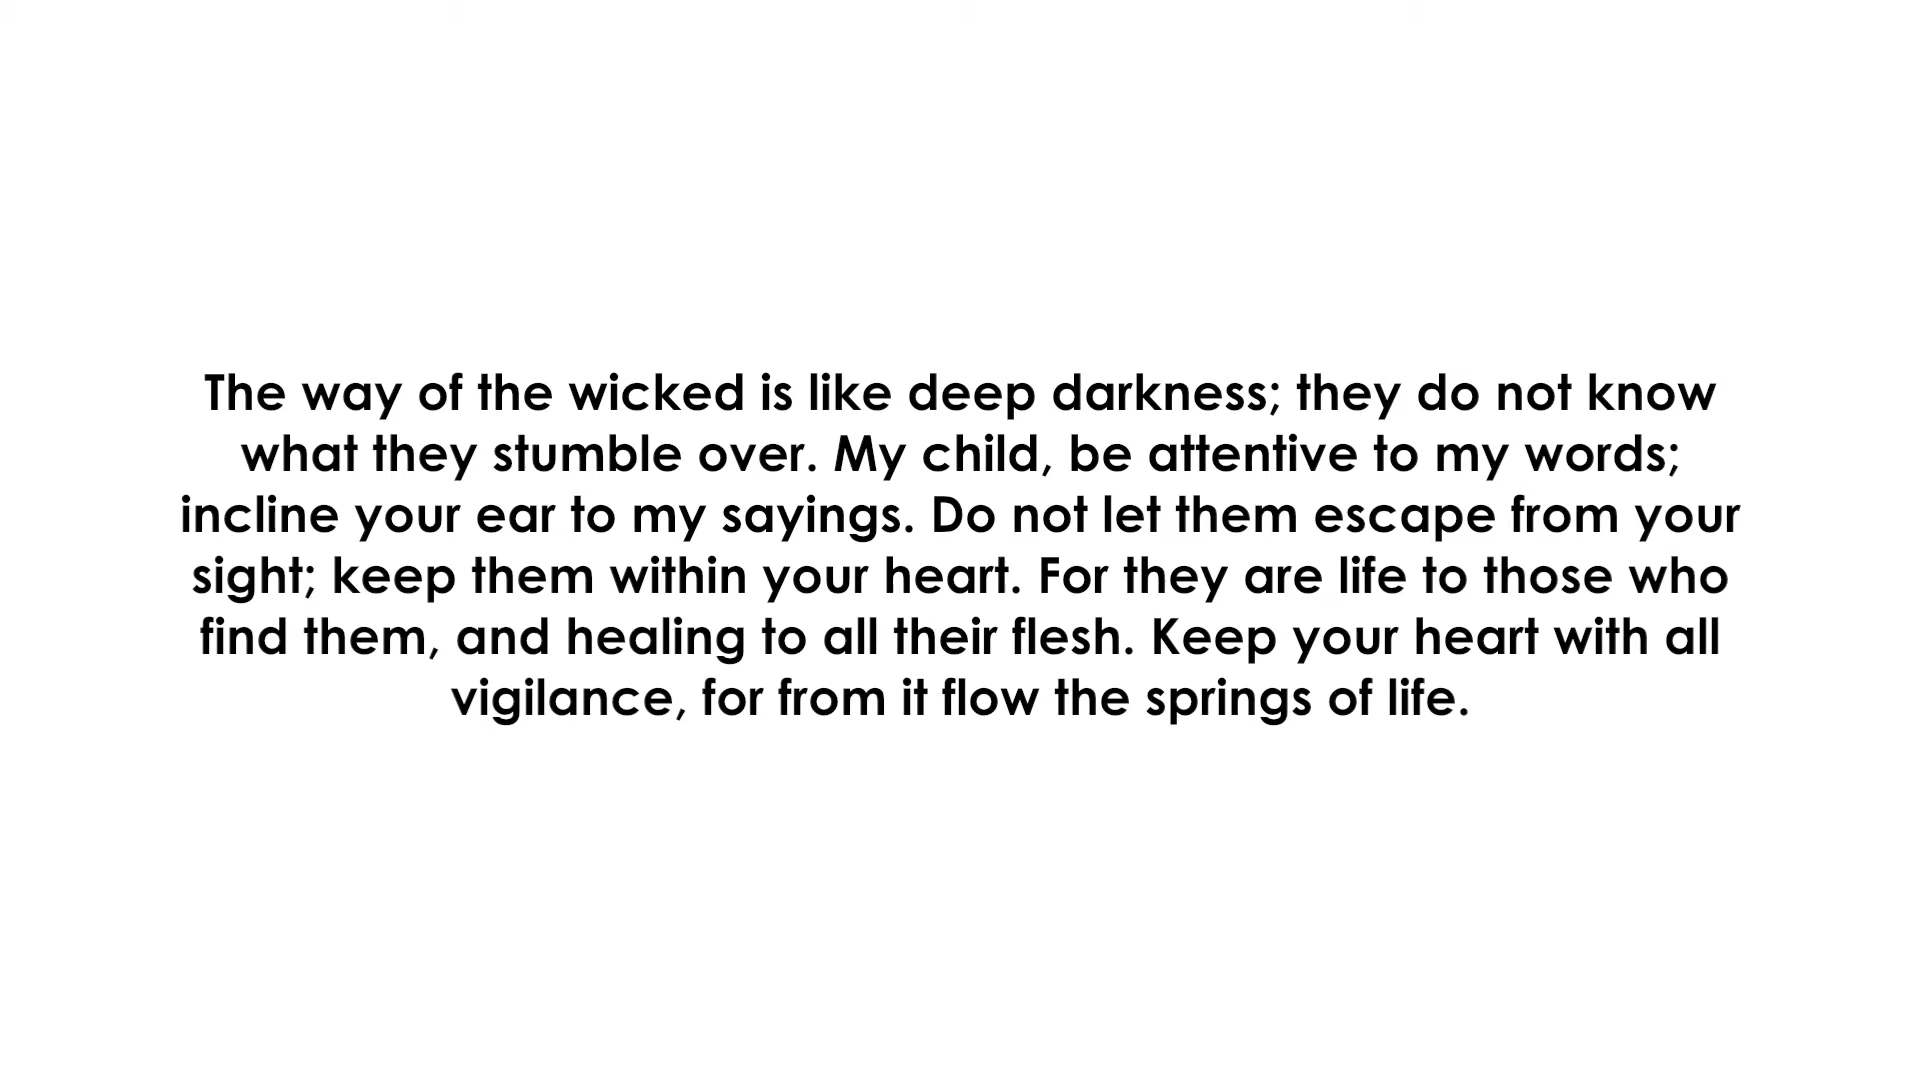 The way of the wicked is like deep darkness; they do not know
what they stumble over. My child, be attentive to my words;
incline your ear to my sayings. Do not let them escape from your
sight; keep them within your heart. For they are life to those who
find them, and healing to all their flesh. Keep your heart with all
vigilance, for from it flow the springs of life.